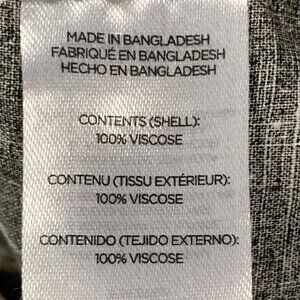 MADE IN BANGLADESH
FABRIQUÉ EN BANGLADESH
HECHO EN BANGLADESH
CONTENTS (SHELL):
100% VISCOSE
CONTENU (TISSU EXTÉRIEUR):
100% VISCOSE
CONTENIDO (TEJIDO EXTERNO):
100% VISCOSE